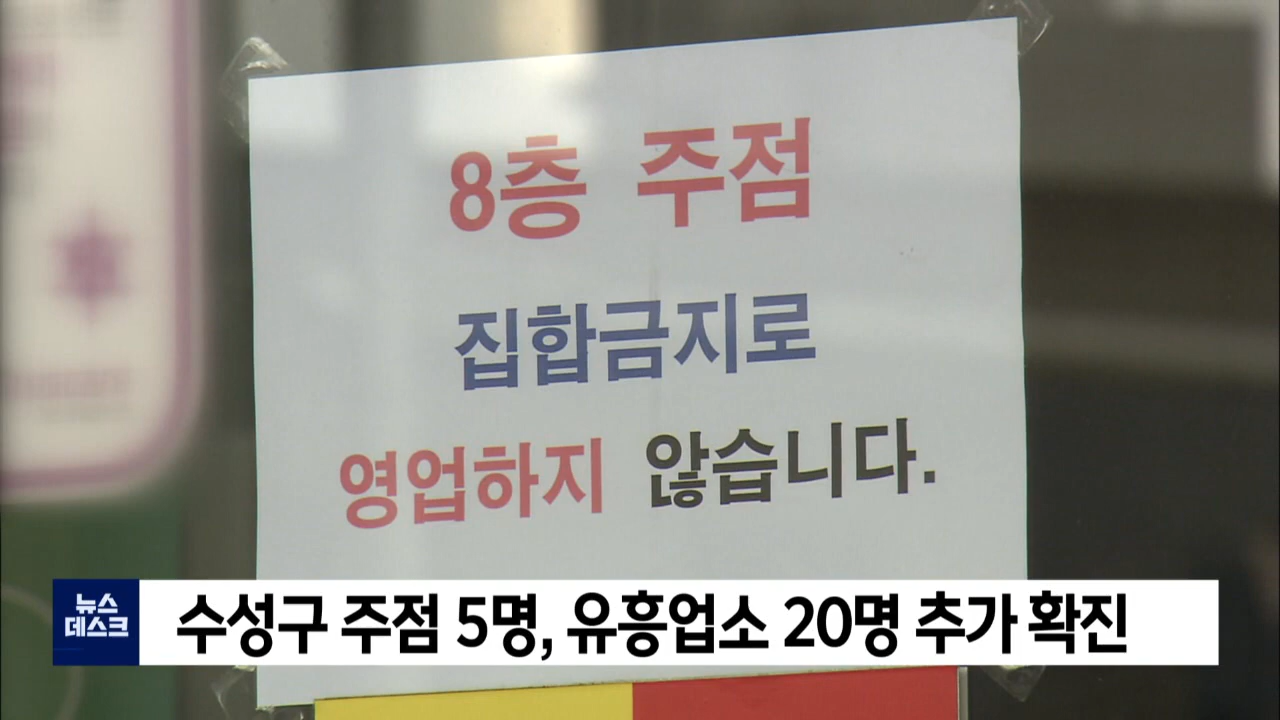 8층 주점
집합금지로
영업하지 않습니다.
뉴스
데스크
수성구 주점 5명, 유흥업소 20명 추가 확진